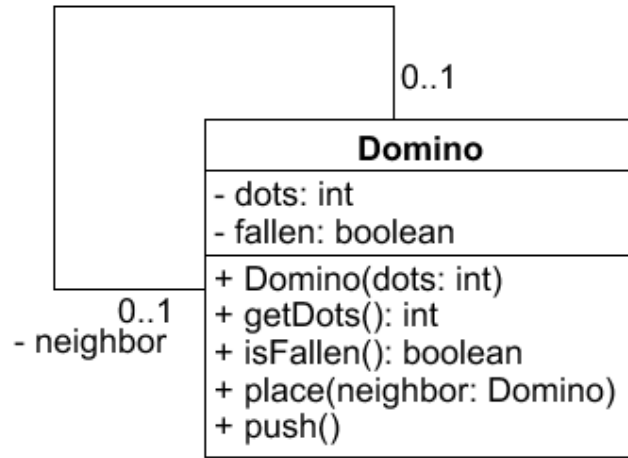 0..1
Domino
- dots: int
- fallen: boolean
+ Domino(dots: int)
+ getDots(): int
+ isFallen(): boolean
+ place(neighbor: Domino)
+ push()
0..1
- neighbor